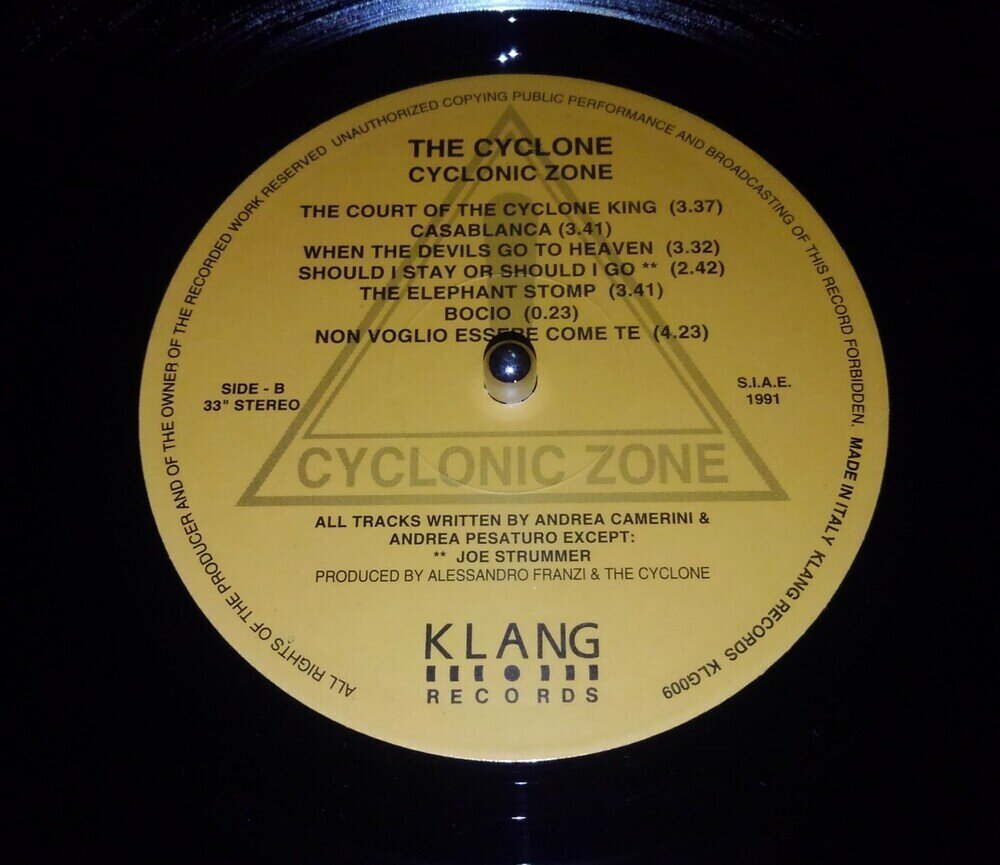 ALL RIGHTS OF THE PRODUCER AND OF THE OWNER OF THE RECORDED WORK RESERVED UNAUTHORIZED COPYING PUBLIC PERFORMANCE AND BROADCASTING OF THIS RECORD FORBIDDEN. MADE IN ITALY KLANG RECORDS KLG009
THE CYCLONE
CYCLONIC ZONE
THE COURT OF THE CYCLONE KING (3.37)
CASABLANCA (3.41)
WHEN THE DEVILS GO TO HEAVEN (3.32)
SHOULD I STAY OR SHOULD I GO ** (2.42)
THE ELEPHANT STOMP (3.41)
BOCIO (0.23)
NON VOGLIO ESSERE COME TE (4.23)
SIDE - B
33" STEREO
S.I.A.E.
1991
CYCLONIC ZONE
ALL TRACKS WRITTEN BY ANDREA CAMERINI &
ANDREA PESATURO EXCEPT:
** JOE STRUMMER
PRODUCED BY ALESSANDRO FRANZI & THE CYCLONE
KLANG
RECORDS